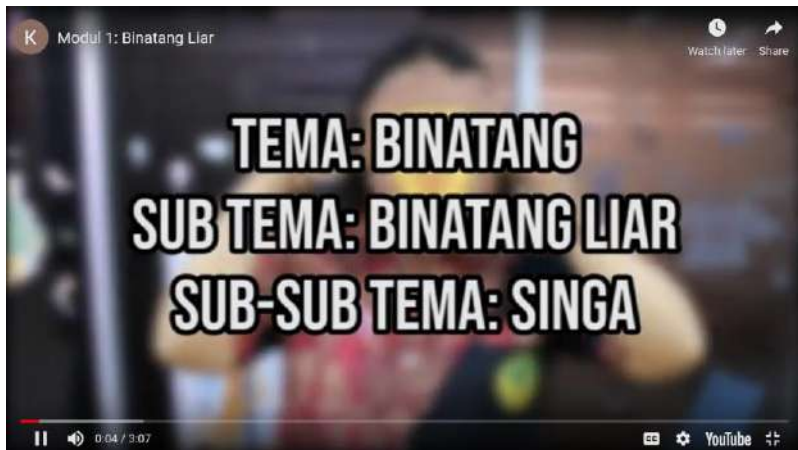 K
Modul 1: Binatang Liar
Watch later
Share
TEMA: BINATANG
SUB TEMA: BINATANG LIAR
SUB-SUB TEMA: SINGA
0:04 / 3:07
CC
YouTube